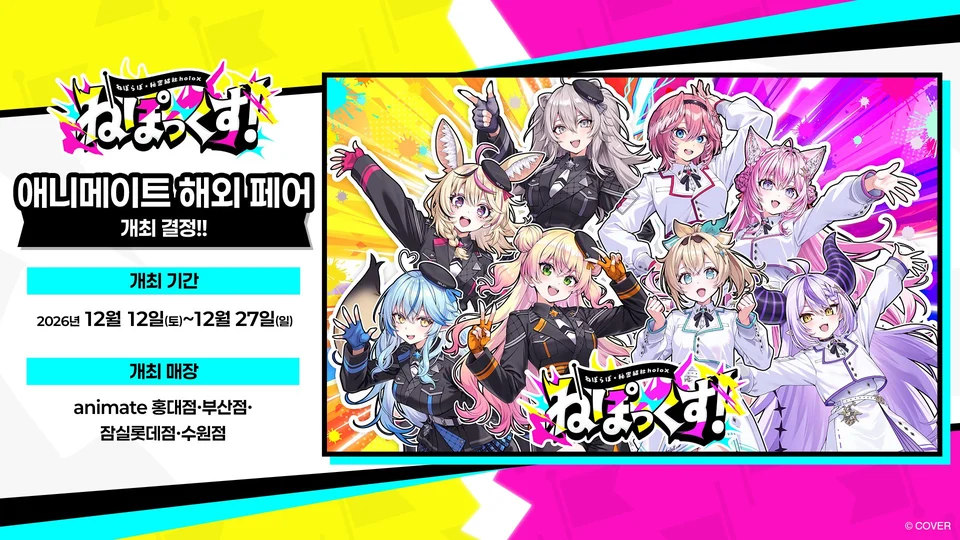 ねぽらぼ×秘密結社holoX
ねぽっくす!
애니메이트 해외 페어
개최 결정!!
개최 기간
2026년 12월 12일(토)~12월 27일(일)
개최 매장
animate 홍대점·부산점·
잠실롯데점·수원점
ねぽらぼ×秘密結社holoX
ねぽっくす!
© COVER